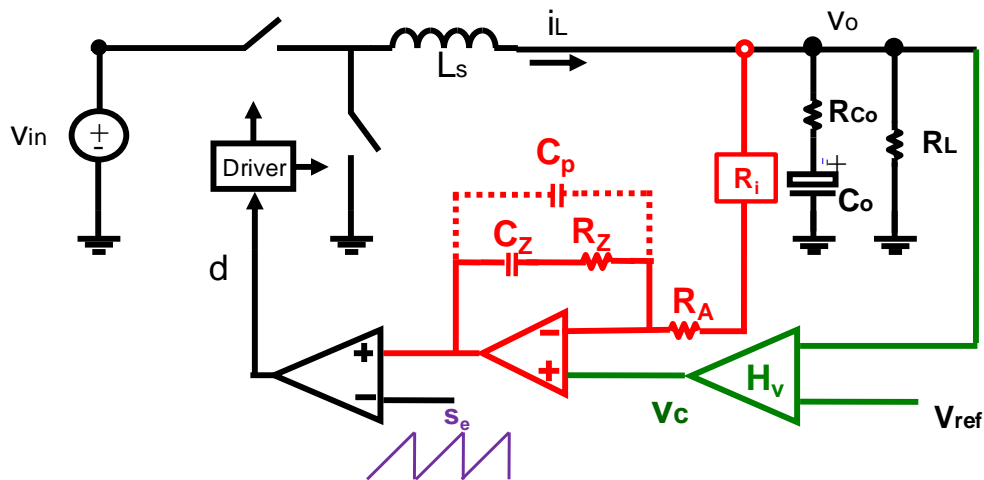 iL
vo
Ls
vin
+
-
Driver
RCo
RL
Cp
Ri
+
Co
CZ
RZ
d
RA
-
+
+
-
Hv
vc
se
Vref